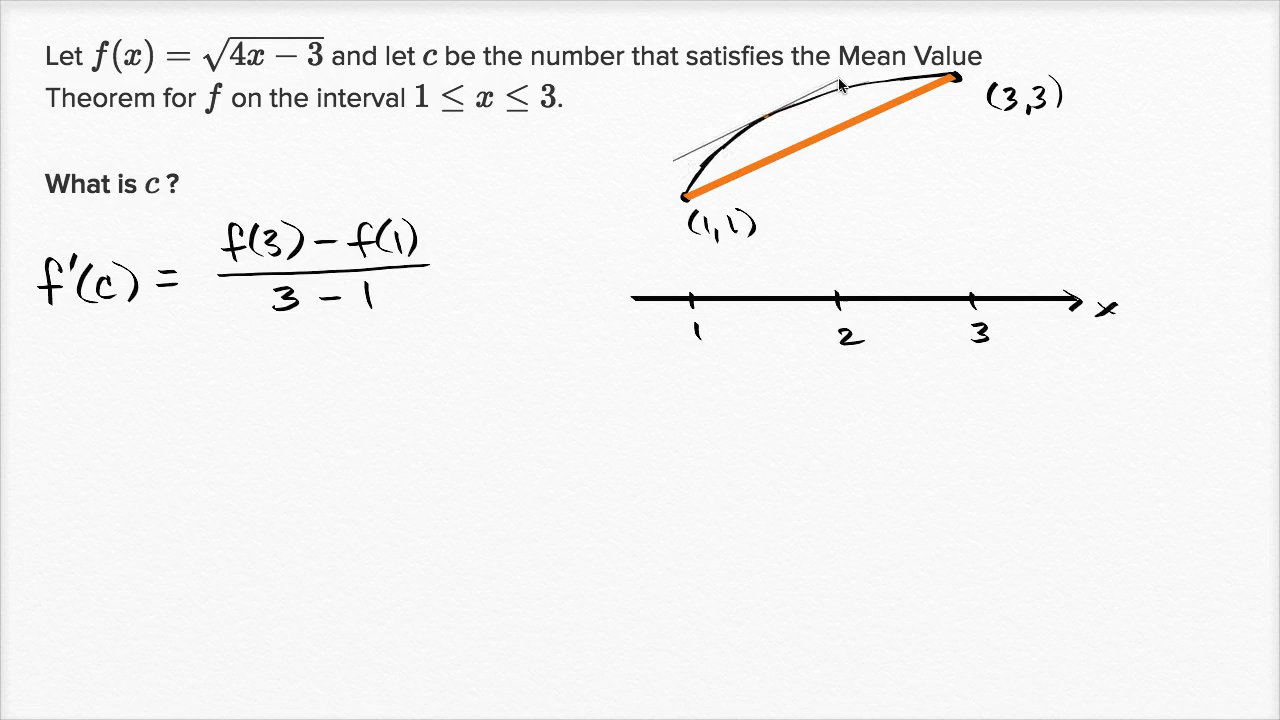 Let f(x) = √(4x − 3) and let c be the number that satisfies the Mean Value
Theorem for f on the interval 1 ≤ x ≤ 3.
(3,3)
What is c ?
(1,1)
f'(c) = (f(3) − f(1)) / (3 − 1)
x
1 2 3